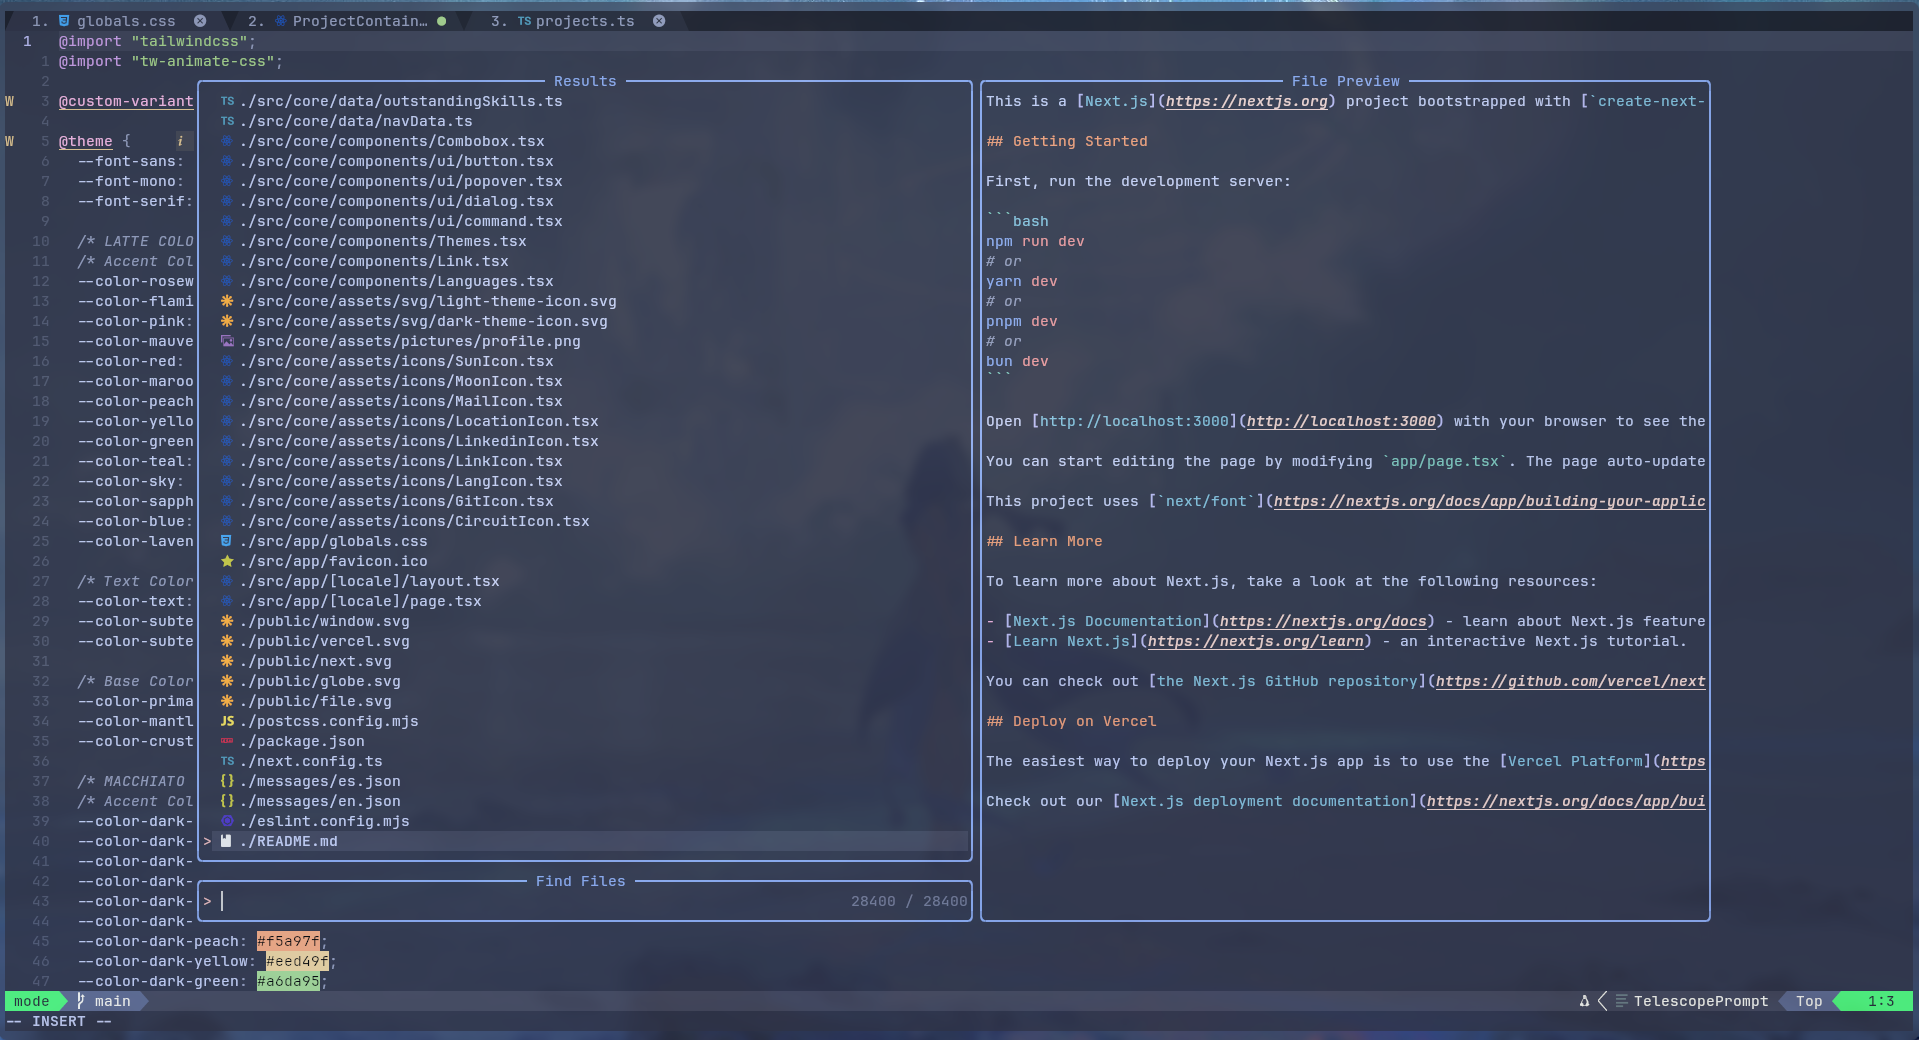 1. globals.css 2. ProjectContain… 3. TS projects.ts
1 @import "tailwindcss";
1 @import "tw-animate-css";
2
W 3 @custom-variant
4
W 5 @theme { i
6 --font-sans:
7 --font-mono:
8 --font-serif:
9
10 /* LATTE COLO
11 /* Accent Col
12 --color-rosew
13 --color-flami
14 --color-pink:
15 --color-mauve
16 --color-red:
17 --color-maroo
18 --color-peach
19 --color-yello
20 --color-green
21 --color-teal:
22 --color-sky:
23 --color-sapph
24 --color-blue:
25 --color-laven
26
27 /* Text Color
28 --color-text:
29 --color-subte
30 --color-subte
31
32 /* Base Color
33 --color-prima
34 --color-mantl
35 --color-crust
36
37 /* MACCHIATO
38 /* Accent Col
39 --color-dark-
40 --color-dark-
41 --color-dark-
42 --color-dark-
43 --color-dark-
44 --color-dark-
45 --color-dark-peach: #f5a97f;
46 --color-dark-yellow: #eed49f;
47 --color-dark-green: #a6da95;
Results
TS ./src/core/data/outstandingSkills.ts
TS ./src/core/data/navData.ts
./src/core/components/Combobox.tsx
./src/core/components/ui/button.tsx
./src/core/components/ui/popover.tsx
./src/core/components/ui/dialog.tsx
./src/core/components/ui/command.tsx
./src/core/components/Themes.tsx
./src/core/components/Link.tsx
./src/core/components/Languages.tsx
./src/core/assets/svg/light-theme-icon.svg
./src/core/assets/svg/dark-theme-icon.svg
./src/core/assets/pictures/profile.png
./src/core/assets/icons/SunIcon.tsx
./src/core/assets/icons/MoonIcon.tsx
./src/core/assets/icons/MailIcon.tsx
./src/core/assets/icons/LocationIcon.tsx
./src/core/assets/icons/LinkedinIcon.tsx
./src/core/assets/icons/LinkIcon.tsx
./src/core/assets/icons/LangIcon.tsx
./src/core/assets/icons/GitIcon.tsx
./src/core/assets/icons/CircuitIcon.tsx
./src/app/globals.css
./src/app/favicon.ico
./src/app/[locale]/layout.tsx
./src/app/[locale]/page.tsx
./public/window.svg
./public/vercel.svg
./public/next.svg
./public/globe.svg
./public/file.svg
JS ./postcss.config.mjs
./package.json
TS ./next.config.ts
{} ./messages/es.json
{} ./messages/en.json
./eslint.config.mjs
> ./README.md
Find Files
> 28400 / 28400
File Preview
This is a [Next.js](https://nextjs.org) project bootstrapped with [`create-next-
## Getting Started
First, run the development server:
```bash
npm run dev
# or
yarn dev
# or
pnpm dev
# or
bun dev
```
Open [http://localhost:3000](http://localhost:3000) with your browser to see the
You can start editing the page by modifying `app/page.tsx`. The page auto-update
This project uses [`next/font`](https://nextjs.org/docs/app/building-your-applic
## Learn More
To learn more about Next.js, take a look at the following resources:
- [Next.js Documentation](https://nextjs.org/docs) - learn about Next.js feature
- [Learn Next.js](https://nextjs.org/learn) - an interactive Next.js tutorial.
You can check out [the Next.js GitHub repository](https://github.com/vercel/next
## Deploy on Vercel
The easiest way to deploy your Next.js app is to use the [Vercel Platform](https
Check out our [Next.js deployment documentation](https://nextjs.org/docs/app/bui
mode main TelescopePrompt Top 1:3
-- INSERT --